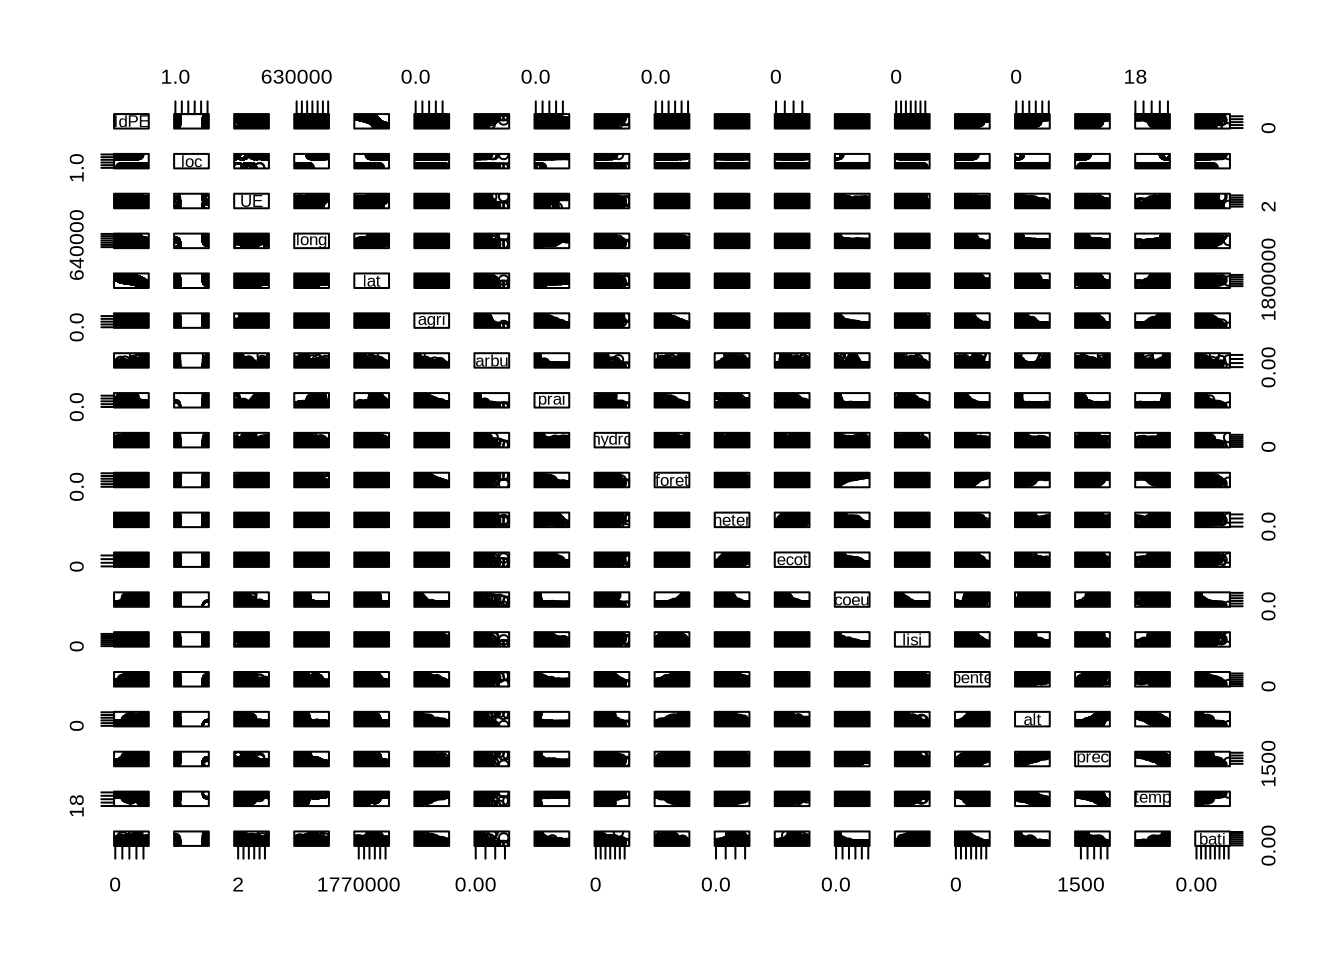 1.0 630000 0.0 0.0 0.0 0 0 0 18
IdPE 0
1.0 loc
UE 2
640000 long
lat 1800000
0.0 agri
arbu 0.00
0.0 prai
hydro 0
0.0 foret
heter 0.0
0 ecot
coeu 0.0
0 lisi
pente 0
0 alt
prec 1500
18 temp
bati 0.00
0 2 1770000 0.00 0 0.0 0.0 0 1500 0.00